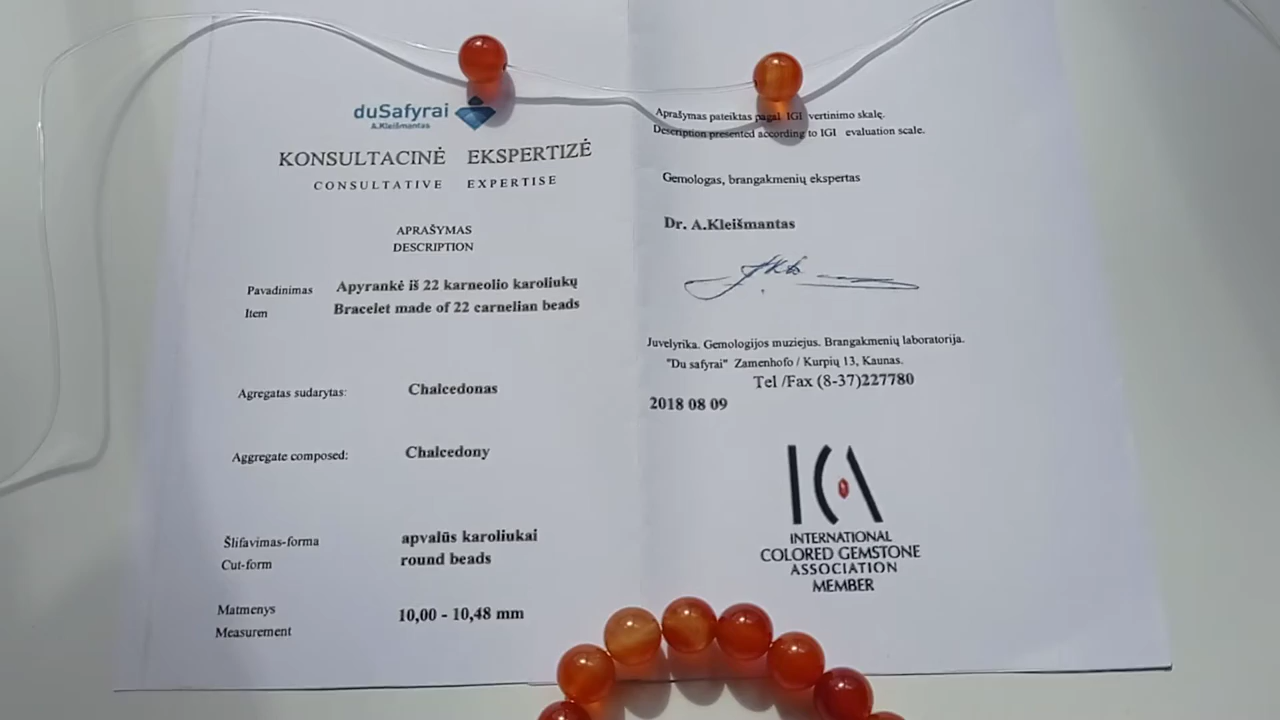 duSafyrai
A.Kleišmantas
KONSULTACINĖ EKSPERTIZĖ
CONSULTATIVE EXPERTISE
APRAŠYMAS
DESCRIPTION
Pavadinimas Apyrankė iš 22 karneolio karoliukų
Item Bracelet made of 22 carnelian beads
Agregatas sudarytas: Chalcedonas
Aggregate composed: Chalcedony
Šlifavimas-forma apvalūs karoliukai
Cut-form round beads
Matmenys 10,00 - 10,48 mm
Measurement
Aprašymas pateiktas pagal IGI vertinimo skalę.
Description presented according to IGI evaluation scale.
Gemologas, brangakmenių ekspertas
Dr. A.Kleišmantas
Juvelyrika. Gemologijos muziejus. Brangakmenių laboratorija.
"Du safyrai" Zamenhofo / Kurpių 13, Kaunas.
Tel /Fax (8-37)227780
2018 08 09
ICA
INTERNATIONAL
COLORED GEMSTONE
ASSOCIATION
MEMBER